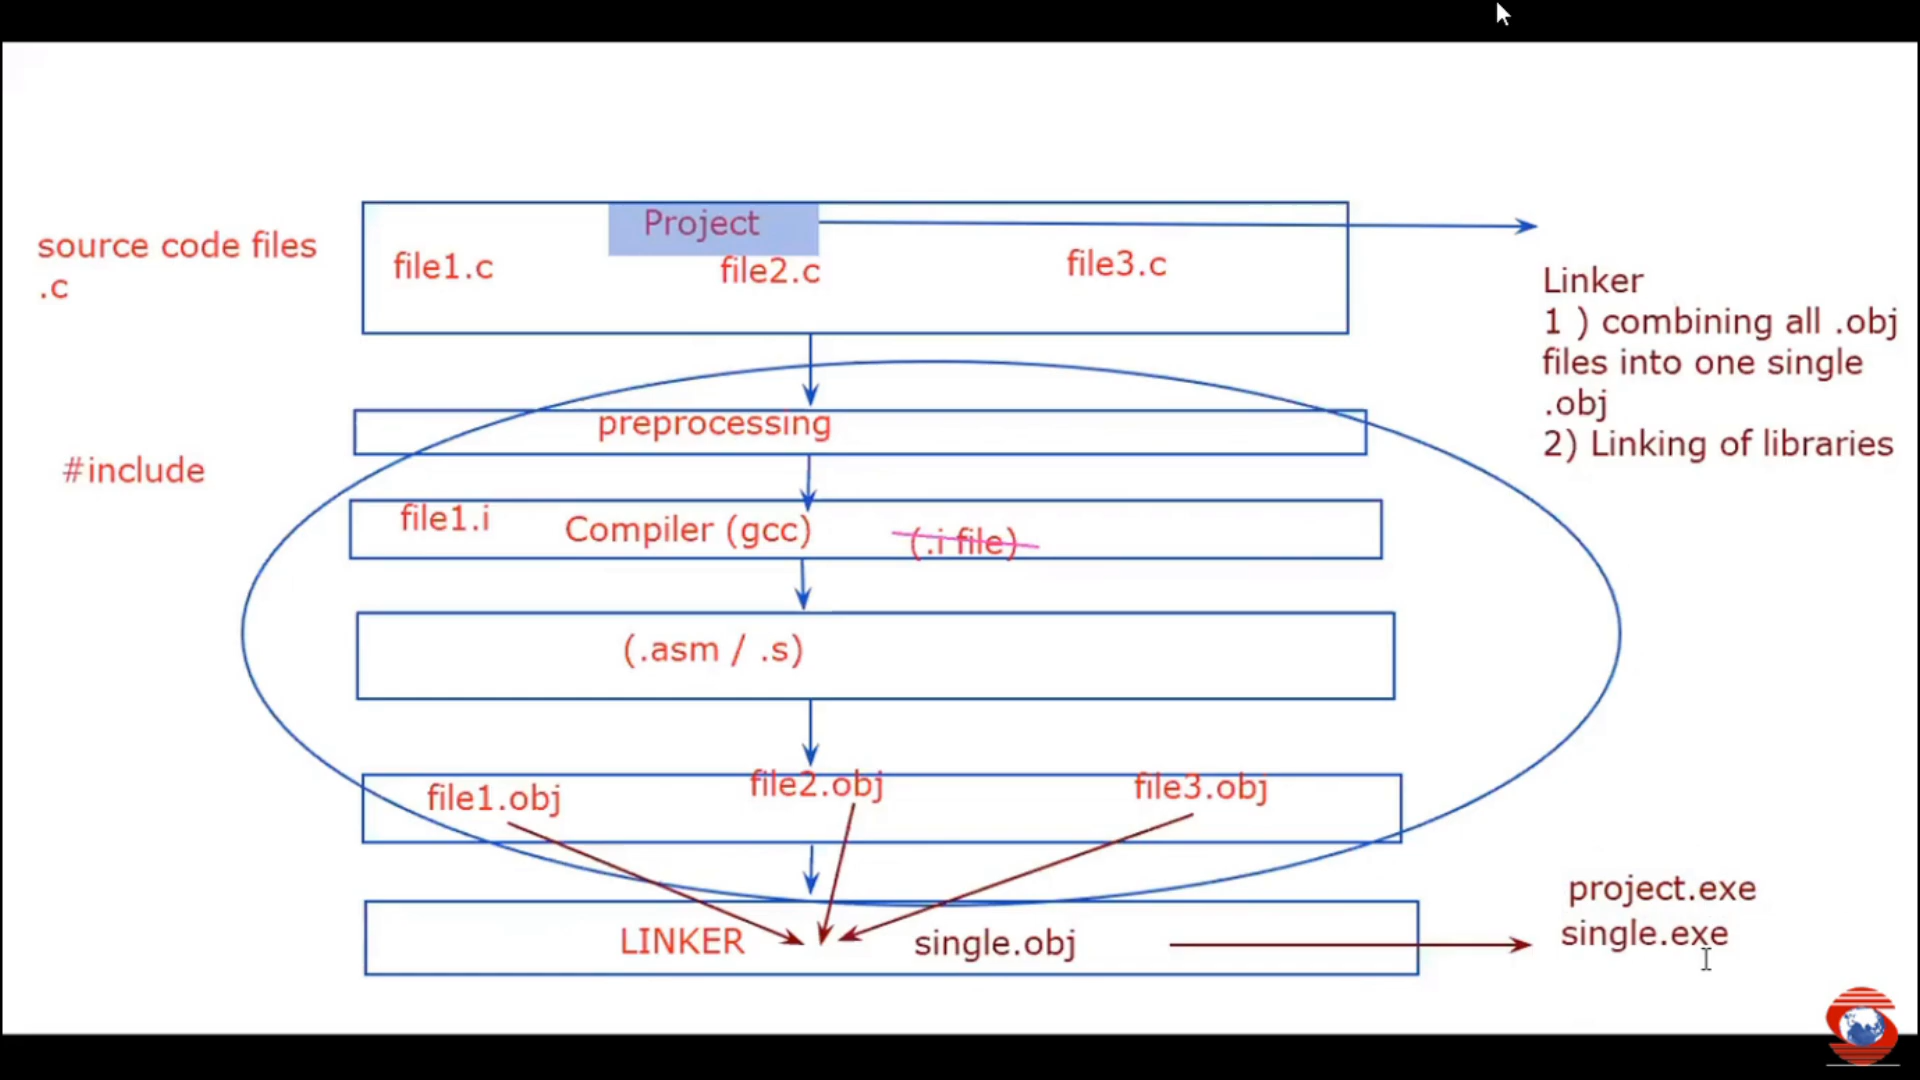 Project
source code files
.c
file1.c
file2.c
file3.c
Linker
1 ) combining all .obj
files into one single
.obj
2) Linking of libraries
preprocessing
#include
file1.i
Compiler (gcc)
(.i file)
(.asm / .s)
file1.obj
file2.obj
file3.obj
LINKER
single.obj
project.exe
single.exe